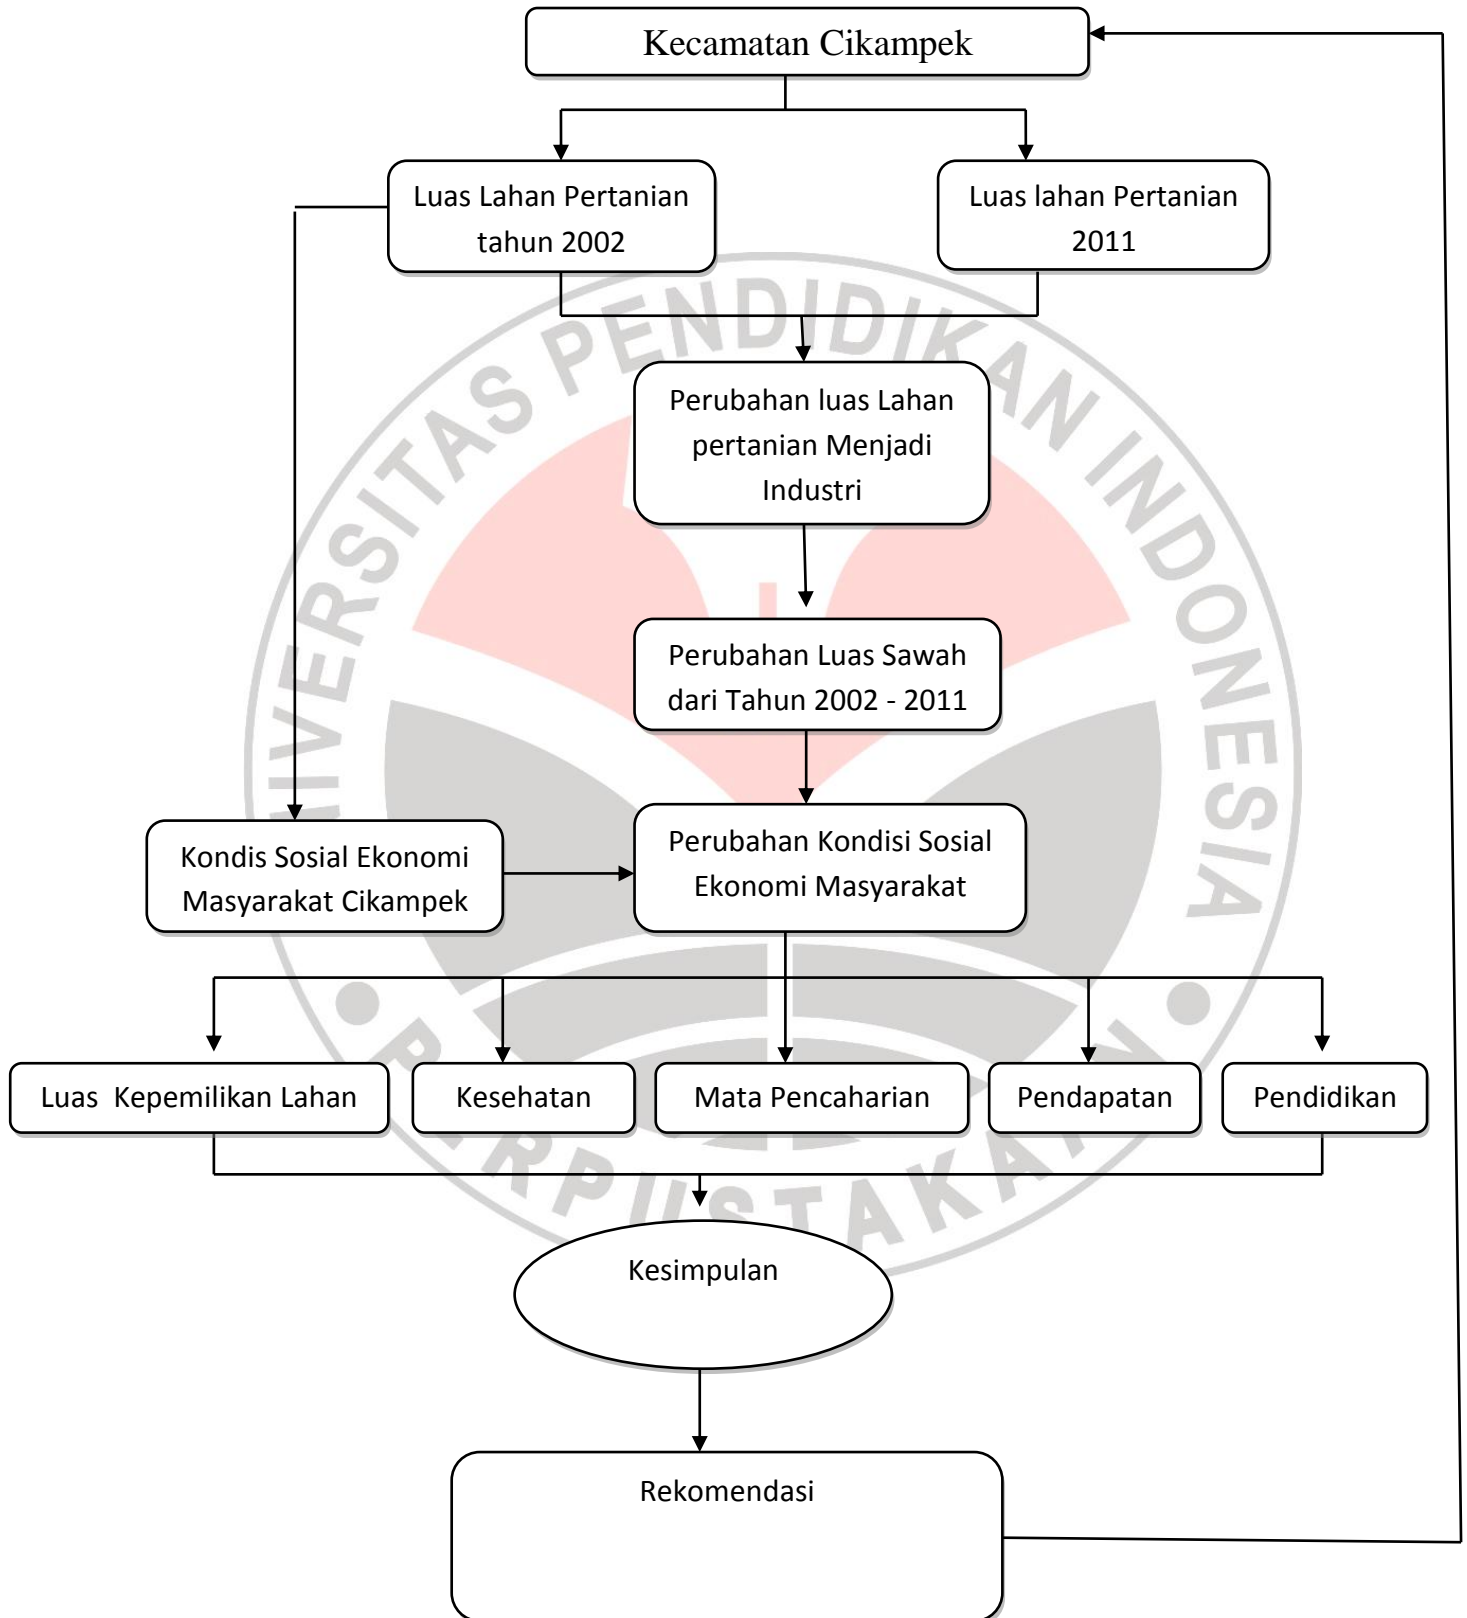 Kecamatan Cikampek
Luas Lahan Pertanian
tahun 2002
Luas lahan Pertanian
2011
UNIVERSITAS PENDIDIKAN INDONESIA
Perubahan luas Lahan
pertanian Menjadi
Industri
Perubahan Luas Sawah
dari Tahun 2002 - 2011
Kondis Sosial Ekonomi
Masyarakat Cikampek
Perubahan Kondisi Sosial
Ekonomi Masyarakat
Luas  Kepemilikan Lahan
Kesehatan
Mata Pencaharian
Pendapatan
Pendidikan
PERPUSTAKAAN
Kesimpulan
Rekomendasi